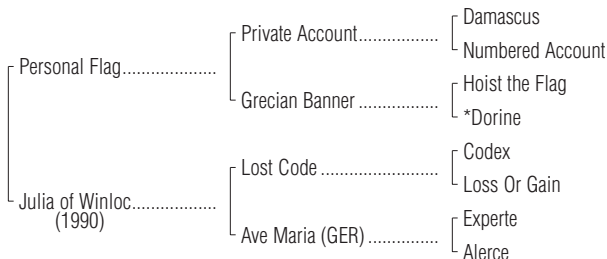 Damascus
Private Account..................
Numbered Account
Personal Flag.....................
Hoist the Flag
Grecian Banner ..................
*Dorine
Codex
Lost Code ..........................
Loss Or Gain
Julia of Winloc...................
(1990)
Experte
Ave Maria (GER) ................
Alerce